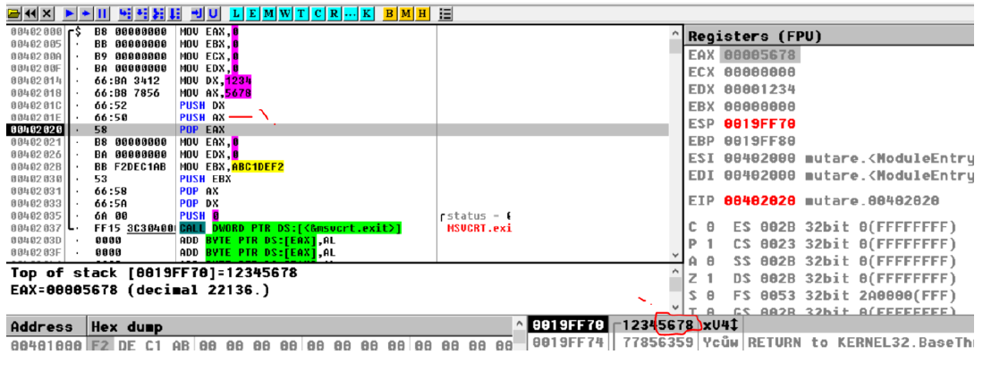 L E M W T C R ... K B M H
00402000 $ B8 00000000 MOV EAX,0
00402005 · BB 00000000 MOV EBX,0
0040200A · B9 00000000 MOV ECX,0
0040200F · BA 00000000 MOV EDX,0
00402014 · 66:BA 3412 MOV DX,1234
00402018 · 66:B8 7856 MOV AX,5678
0040201C · 66:52 PUSH DX
0040201E · 66:50 PUSH AX
00402020 · 58 POP EAX
00402021 · B8 00000000 MOV EAX,0
00402026 · BA 00000000 MOV EDX,0
0040202B · BB F2DEC1AB MOV EBX,ABC1DEF2
00402030 · 53 PUSH EBX
00402031 · 66:58 POP AX
00402033 · 66:5A POP DX
00402035 · 6A 00 PUSH 0 status =
00402037 · FF15 3C30400 CALL DWORD PTR DS:[<&msvcrt.exit>] MSVCRT.exi
0040203D · 0000 ADD BYTE PTR DS:[EAX],AL
0040203F · 0000 ADD BYTE PTR DS:[EAX],AL
Registers (FPU)
EAX 00005678
ECX 00000000
EDX 00001234
EBX 00000000
ESP 0019FF70
EBP 0019FF80
ESI 00402000 mutare.<ModuleEntry
EDI 00402000 mutare.<ModuleEntry
EIP 00402020 mutare.00402020
C 0 ES 002B 32bit 0(FFFFFFFF)
P 1 CS 0023 32bit 0(FFFFFFFF)
A 0 SS 002B 32bit 0(FFFFFFFF)
Z 1 DS 002B 32bit 0(FFFFFFFF)
S 0 FS 0053 32bit 2A0000(FFF)
T 0 GS 002B 32bit 0(FFFFFFFF)
Top of stack [0019FF70]=12345678
EAX=00005678 (decimal 22136.)
Address Hex dump
00401000 F2 DE C1 AB 00 00 00 00 00 00 00 00 00 00 00 00
0019FF70 12345678 xV4↕
0019FF74 77856359 Ycůw RETURN to KERNEL32.BaseTh